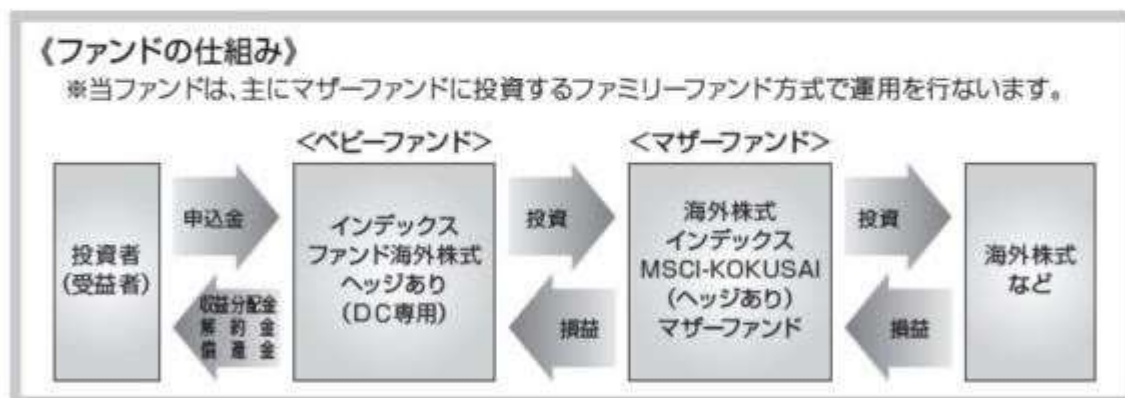 《ファンドの仕組み》
※当ファンドは、主にマザーファンドに投資するファミリーファンド方式で運用を行ないます。
<ベビーファンド>
<マザーファンド>
投資者
(受益者)
申込金
収益分配金
解約金
償還金
インデックス
ファンド海外株式
ヘッジあり
(DC専用)
投資
損益
海外株式
インデックス
MSCI-KOKUSAI
(ヘッジあり)
マザーファンド
投資
損益
海外株式
など